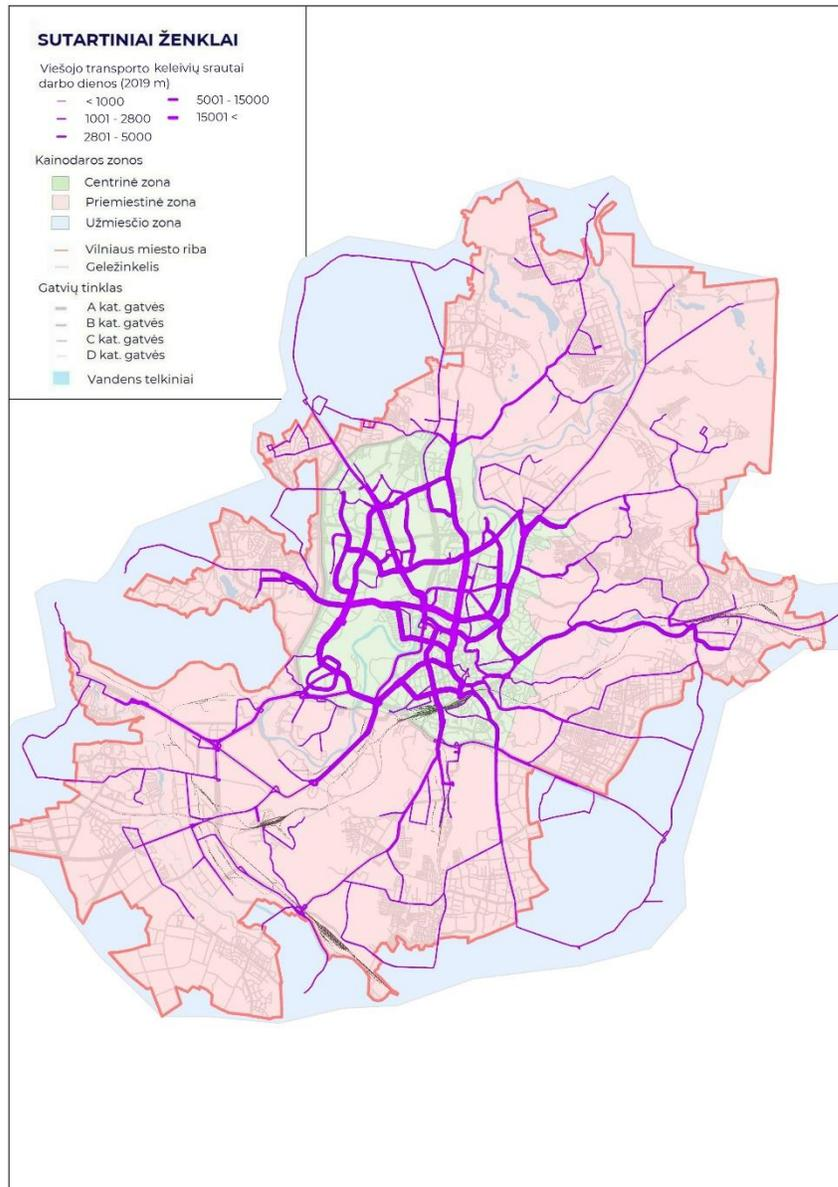 SUTARTINIAI ŽENKLAI
Viešojo transporto keleivių srautai
darbo dienos (2019 m)
< 1000
1001 - 2800
2801 - 5000
5001 - 15000
15001 <
Kainodaros zonos
Centrinė zona
Priemiestinė zona
Užmiesčio zona
Vilniaus miesto riba
Geležinkelis
Gatvių tinklas
A kat. gatvės
B kat. gatvės
C kat. gatvės
D kat. gatvės
Vandens telkiniai